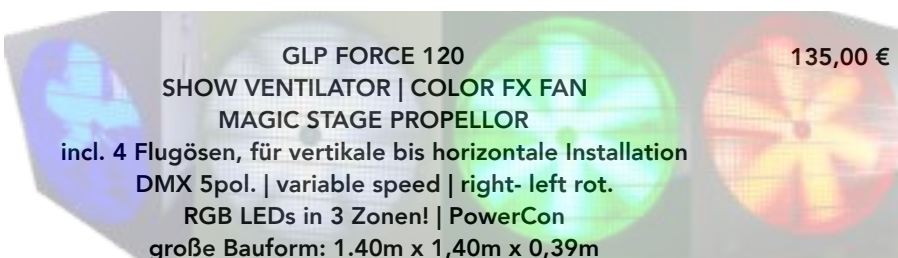 GLP FORCE 120 135,00 €
SHOW VENTILATOR | COLOR FX FAN
MAGIC STAGE PROPELLOR
incl. 4 Flugösen, für vertikale bis horizontale Installation
DMX 5pol. | variable speed | right- left rot.
RGB LEDs in 3 Zonen! | PowerCon
große Bauform: 1.40m x 1,40m x 0,39m